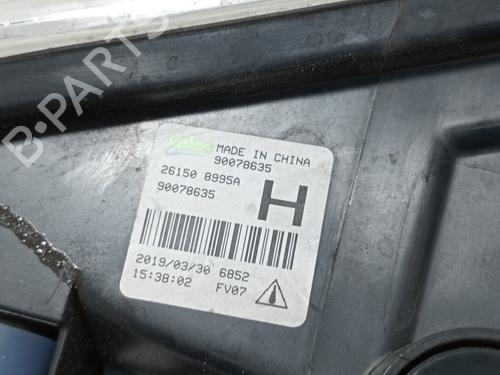 B-Parts
Valeo MADE IN CHINA
90078635
26150 8995A
90078635
H
2019/03/30 6852
15:38:02 FV07